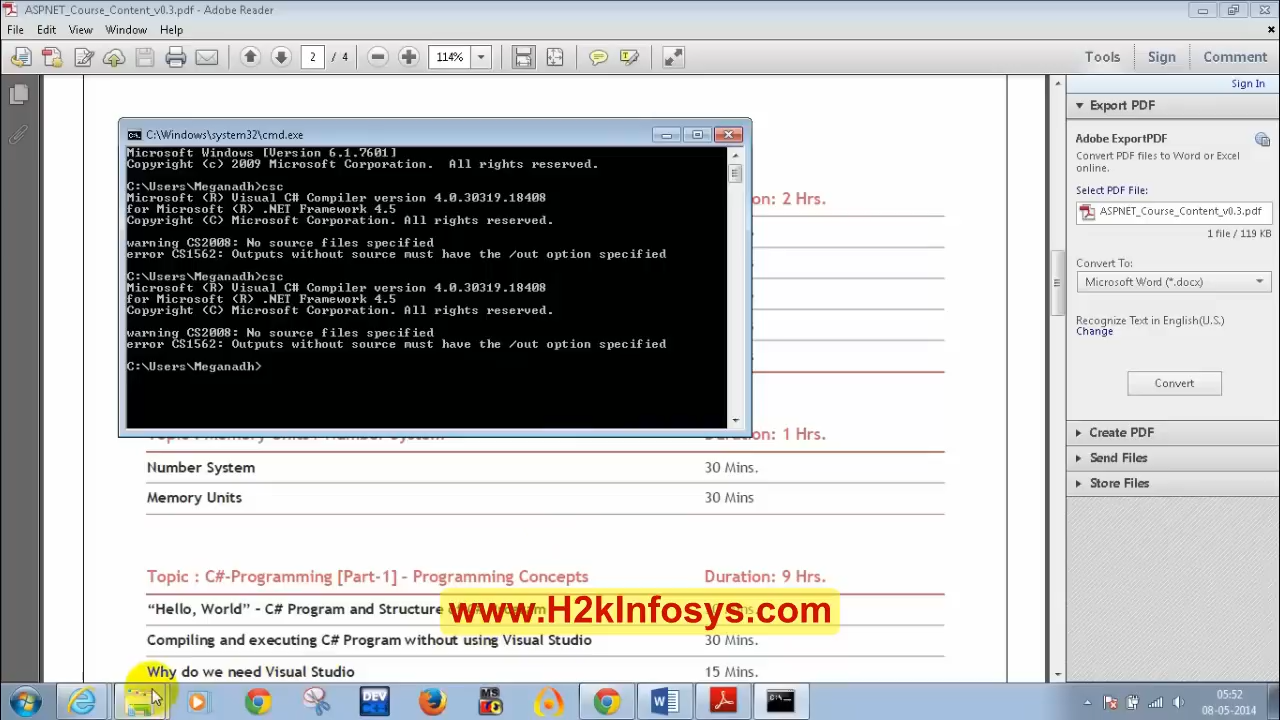 ASPNET_Course_Content_v0.3.pdf - Adobe Reader
File Edit View Window Help
2 / 4 114% Tools Sign Comment
Sign In
Export PDF
Adobe ExportPDF
Convert PDF files to Word or Excel
online.
Select PDF File:
ASPNET_Course_Content_v0.3.pdf
1 file / 119 KB
Convert To:
Microsoft Word (*.docx)
Recognize Text in English(U.S.)
Change
Convert
Create PDF
Send Files
Store Files
C:\Windows\system32\cmd.exe
Microsoft Windows [Version 6.1.7601]
Copyright (c) 2009 Microsoft Corporation. All rights reserved.
C:\Users\Meganadh>csc
Microsoft (R) Visual C# Compiler version 4.0.30319.18408
for Microsoft (R) .NET Framework 4.5
Copyright (C) Microsoft Corporation. All rights reserved.
warning CS2008: No source files specified
error CS1562: Outputs without source must have the /out option specified
C:\Users\Meganadh>csc
Microsoft (R) Visual C# Compiler version 4.0.30319.18408
for Microsoft (R) .NET Framework 4.5
Copyright (C) Microsoft Corporation. All rights reserved.
warning CS2008: No source files specified
error CS1562: Outputs without source must have the /out option specified
C:\Users\Meganadh>
on: 2 Hrs.
Topic : Memory Units / Number System Duration: 1 Hrs.
Number System 30 Mins.
Memory Units 30 Mins
Topic : C#-Programming [Part-1] – Programming Concepts Duration: 9 Hrs.
“Hello, World” – C# Program and Structure
www.H2kInfosys.com
Compiling and executing C# Program without using Visual Studio 30 Mins.
Why do we need Visual Studio 15 Mins.
DEV
MS
05:52
08-05-2014